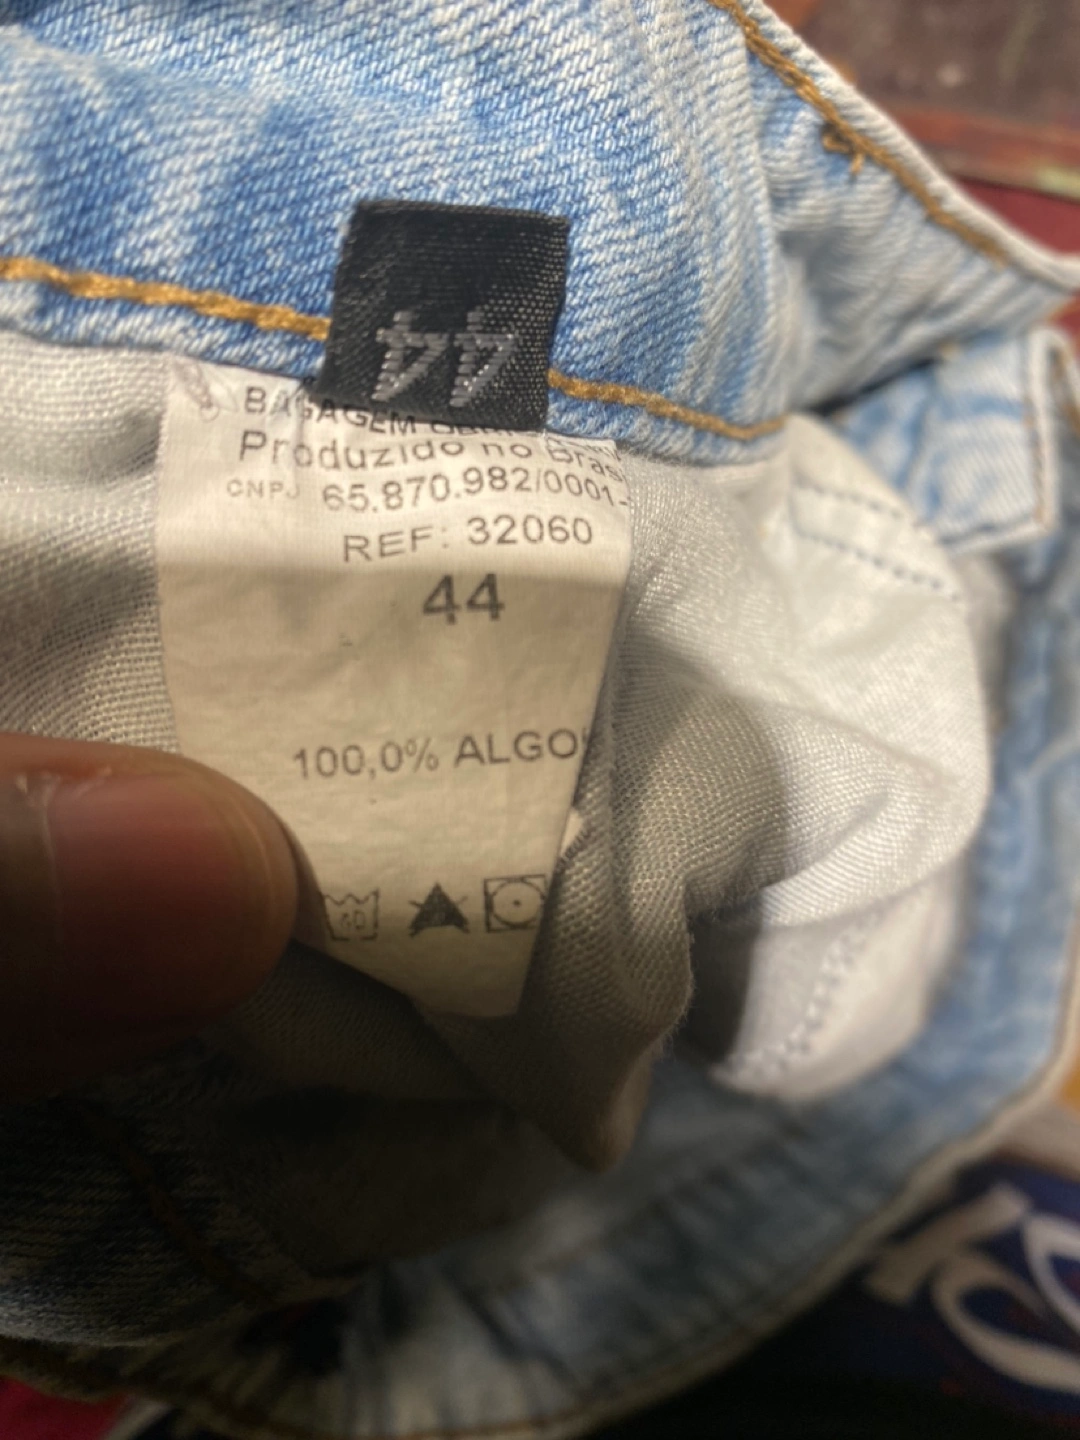 44
BAGAGEM
Produzido no Bras
CNPJ 65.870.982/0001-
REF: 32060
44
100,0% ALGO